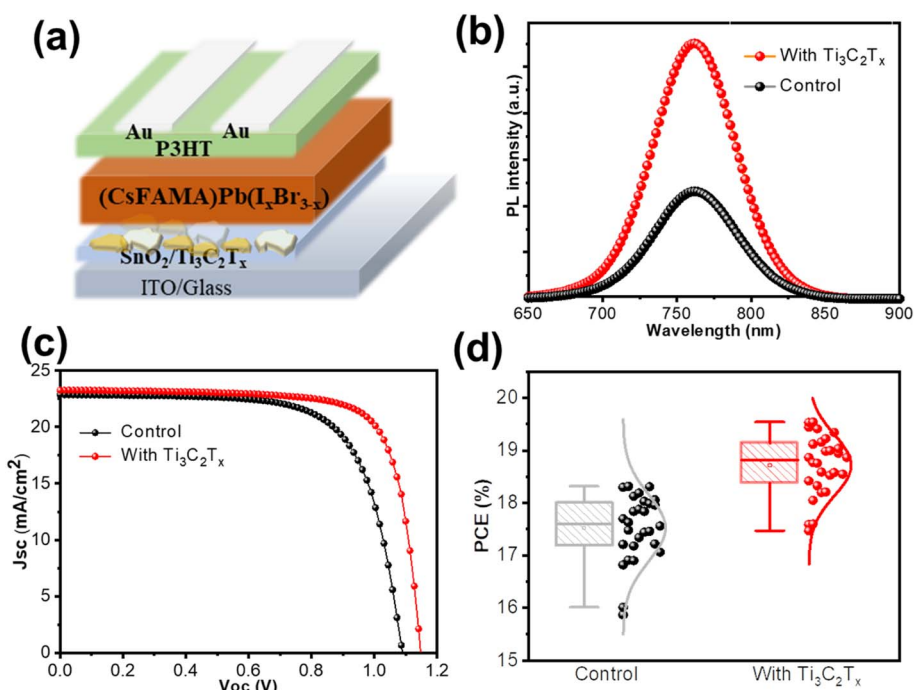 (a)
Au
Au
P3HT
(CsFAMA)Pb(IₓBr₃₋ₓ)
SnO₂/Ti₃C₂Tₓ
ITO/Glass
(b)
With Ti₃C₂Tₓ
Control
PL intensity (a.u.)
650 700 750 800 850 900
Wavelength (nm)
(c)
25
20
15
10
5
0
Jsc (mA/cm²)
Control
With Ti₃C₂Tₓ
0.0 0.2 0.4 0.6 0.8 1.0 1.2
Voc (V)
(d)
20
19
18
17
16
15
PCE (%)
Control With Ti₃C₂Tₓ